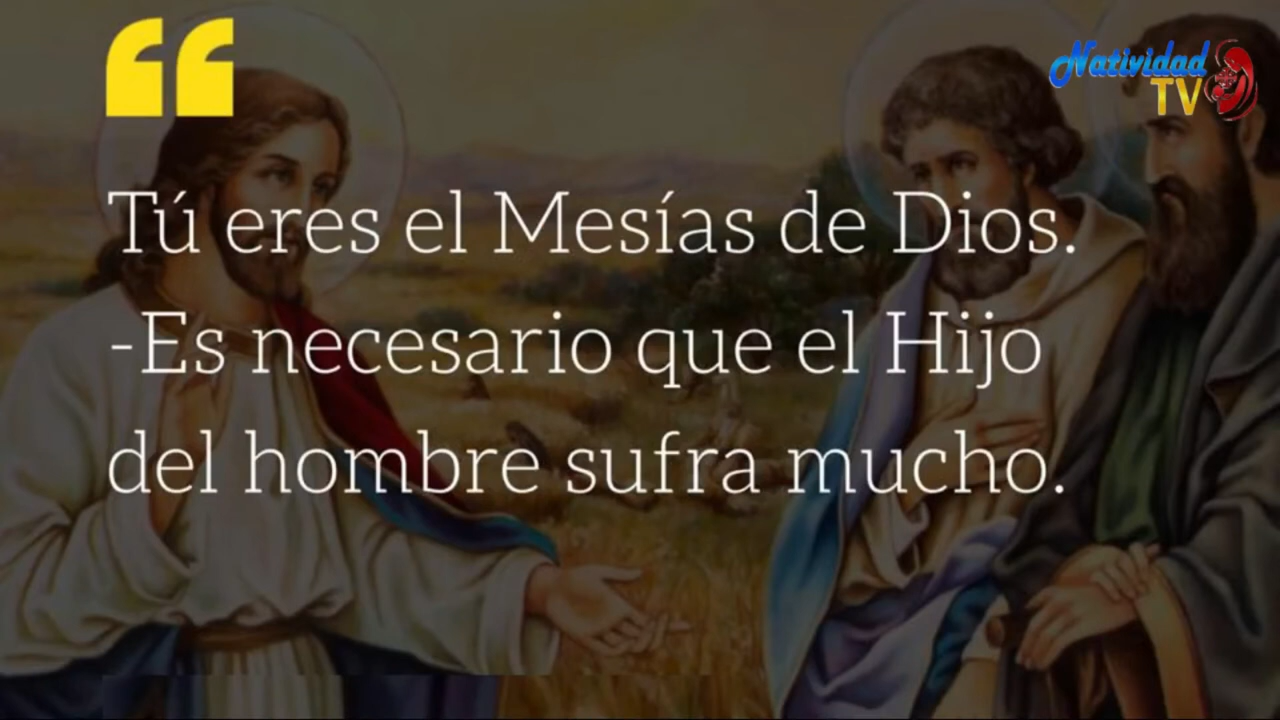 Natividad
TV
Tú eres el Mesías de Dios.
-Es necesario que el Hijo
del hombre sufra mucho.